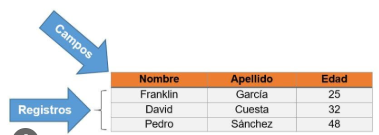 Campos
Nombre Apellido Edad
Franklin García 25
Registros
David Cuesta 32
Pedro Sánchez 48